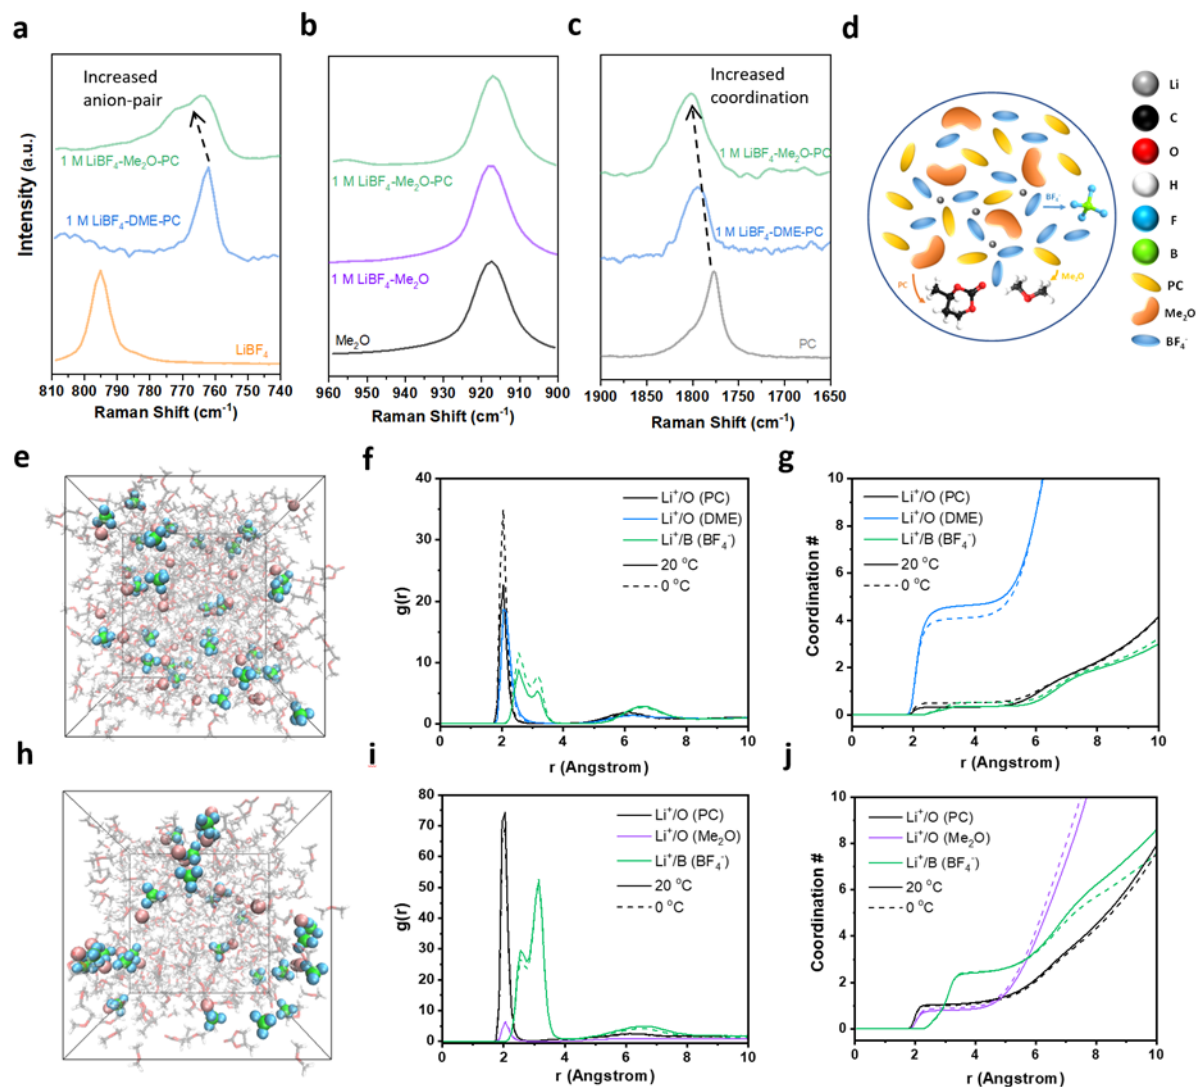 a
Increased
anion-pair
1 M LiBF4-Me2O-PC
1 M LiBF4-DME-PC
LiBF4
Intensity (a.u.)
810 800 790 780 770 760 750 740
Raman Shift (cm-1)
b
1 M LiBF4-Me2O-PC
1 M LiBF4-Me2O
Me2O
960 950 940 930 920 910 900
Raman Shift (cm-1)
c
Increased
coordination
1 M LiBF4-Me2O-PC
1 M LiBF4-DME-PC
PC
1900 1850 1800 1750 1700 1650
Raman Shift (cm-1)
d
BF4-
PC
Me2O
Li
C
O
H
F
B
PC
Me2O
BF4-
e
f
40
30
20
10
0
g(r)
Li+/O (PC)
Li+/O (DME)
Li+/B (BF4-)
20 oC
0 oC
0 2 4 6 8 10
r (Angstrom)
g
10
8
6
4
2
0
Coordination #
Li+/O (PC)
Li+/O (DME)
Li+/B (BF4-)
20 oC
0 oC
0 2 4 6 8 10
r (Angstrom)
h
i
80
70
60
50
40
30
20
10
0
g(r)
Li+/O (PC)
Li+/O (Me2O)
Li+/B (BF4-)
20 oC
0 oC
0 2 4 6 8 10
r (Angstrom)
j
10
8
6
4
2
0
Coordination #
Li+/O (PC)
Li+/O (Me2O)
Li+/B (BF4-)
20 oC
0 oC
0 2 4 6 8 10
r (Angstrom)